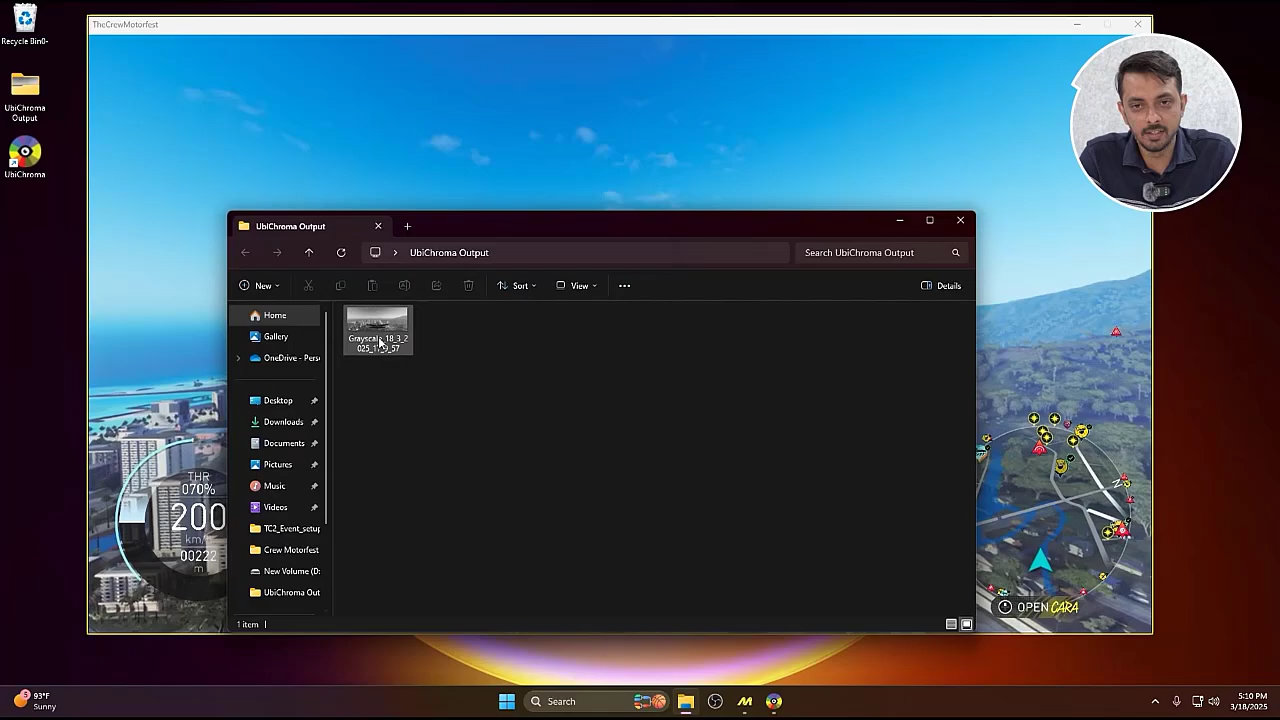 TheCrewMotorfest
Recycle Bin
UbiChroma
Output
UbiChroma
UbiChroma Output
UbiChroma Output
Search UbiChroma Output
New
Sort
View
Details
Home
Gallery
OneDrive - Pers
Desktop
Downloads
Documents
Pictures
Music
Videos
TC2_Event_setup
Crew Motorfest
New Volume (D:
UbiChroma Out
1 item
THR
070%
200
km/h
00222
m
OPEN CARA
5
93°F
Sunny
Search
5:10 PM
3/18/2025